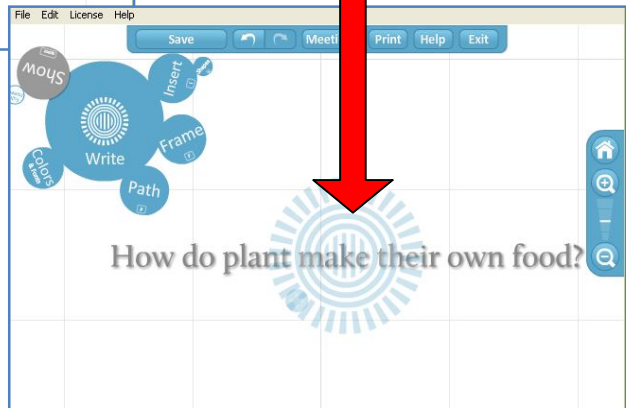 File Edit License Help
Save Meeti Print Help Exit
Show
Insert
Write
Frame
Colors
& Fonts
Path
How do plant make their own food?